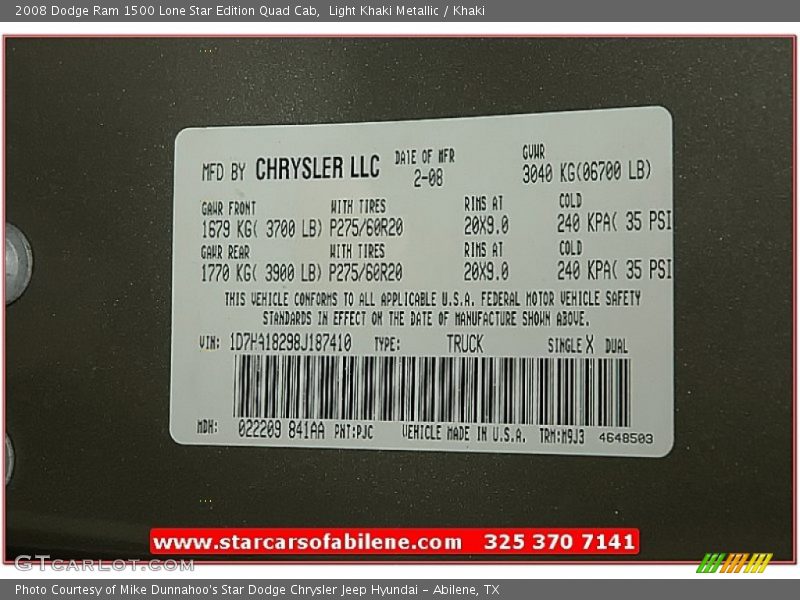 2008 Dodge Ram 1500 Lone Star Edition Quad Cab,  Light Khaki Metallic / Khaki
MFD BY CHRYSLER LLC DATE OF MFR GVWR
2-08 3040 KG(06700 LB)
GAWR FRONT WITH TIRES RIMS AT COLD
1679 KG( 3700 LB) P275/60R20 20X9.0 240 KPA( 35 PSI
GAWR REAR WITH TIRES RIMS AT COLD
1770 KG( 3900 LB) P275/60R20 20X9.0 240 KPA( 35 PSI
THIS VEHICLE CONFORMS TO ALL APPLICABLE U.S.A. FEDERAL MOTOR VEHICLE SAFETY
STANDARDS IN EFFECT ON THE DATE OF MANUFACTURE SHOWN ABOVE.
VIN: 1D7HA18298J187410 TYPE: TRUCK SINGLE X DUAL
MDH: 022209 841AA PNT:PJC VEHICLE MADE IN U.S.A. TRM:M9J3 4648503
www.starcarsofabilene.com 325 370 7141
GTcarlot.com
Photo Courtesy of Mike Dunnahoo's Star Dodge Chrysler Jeep Hyundai - Abilene, TX